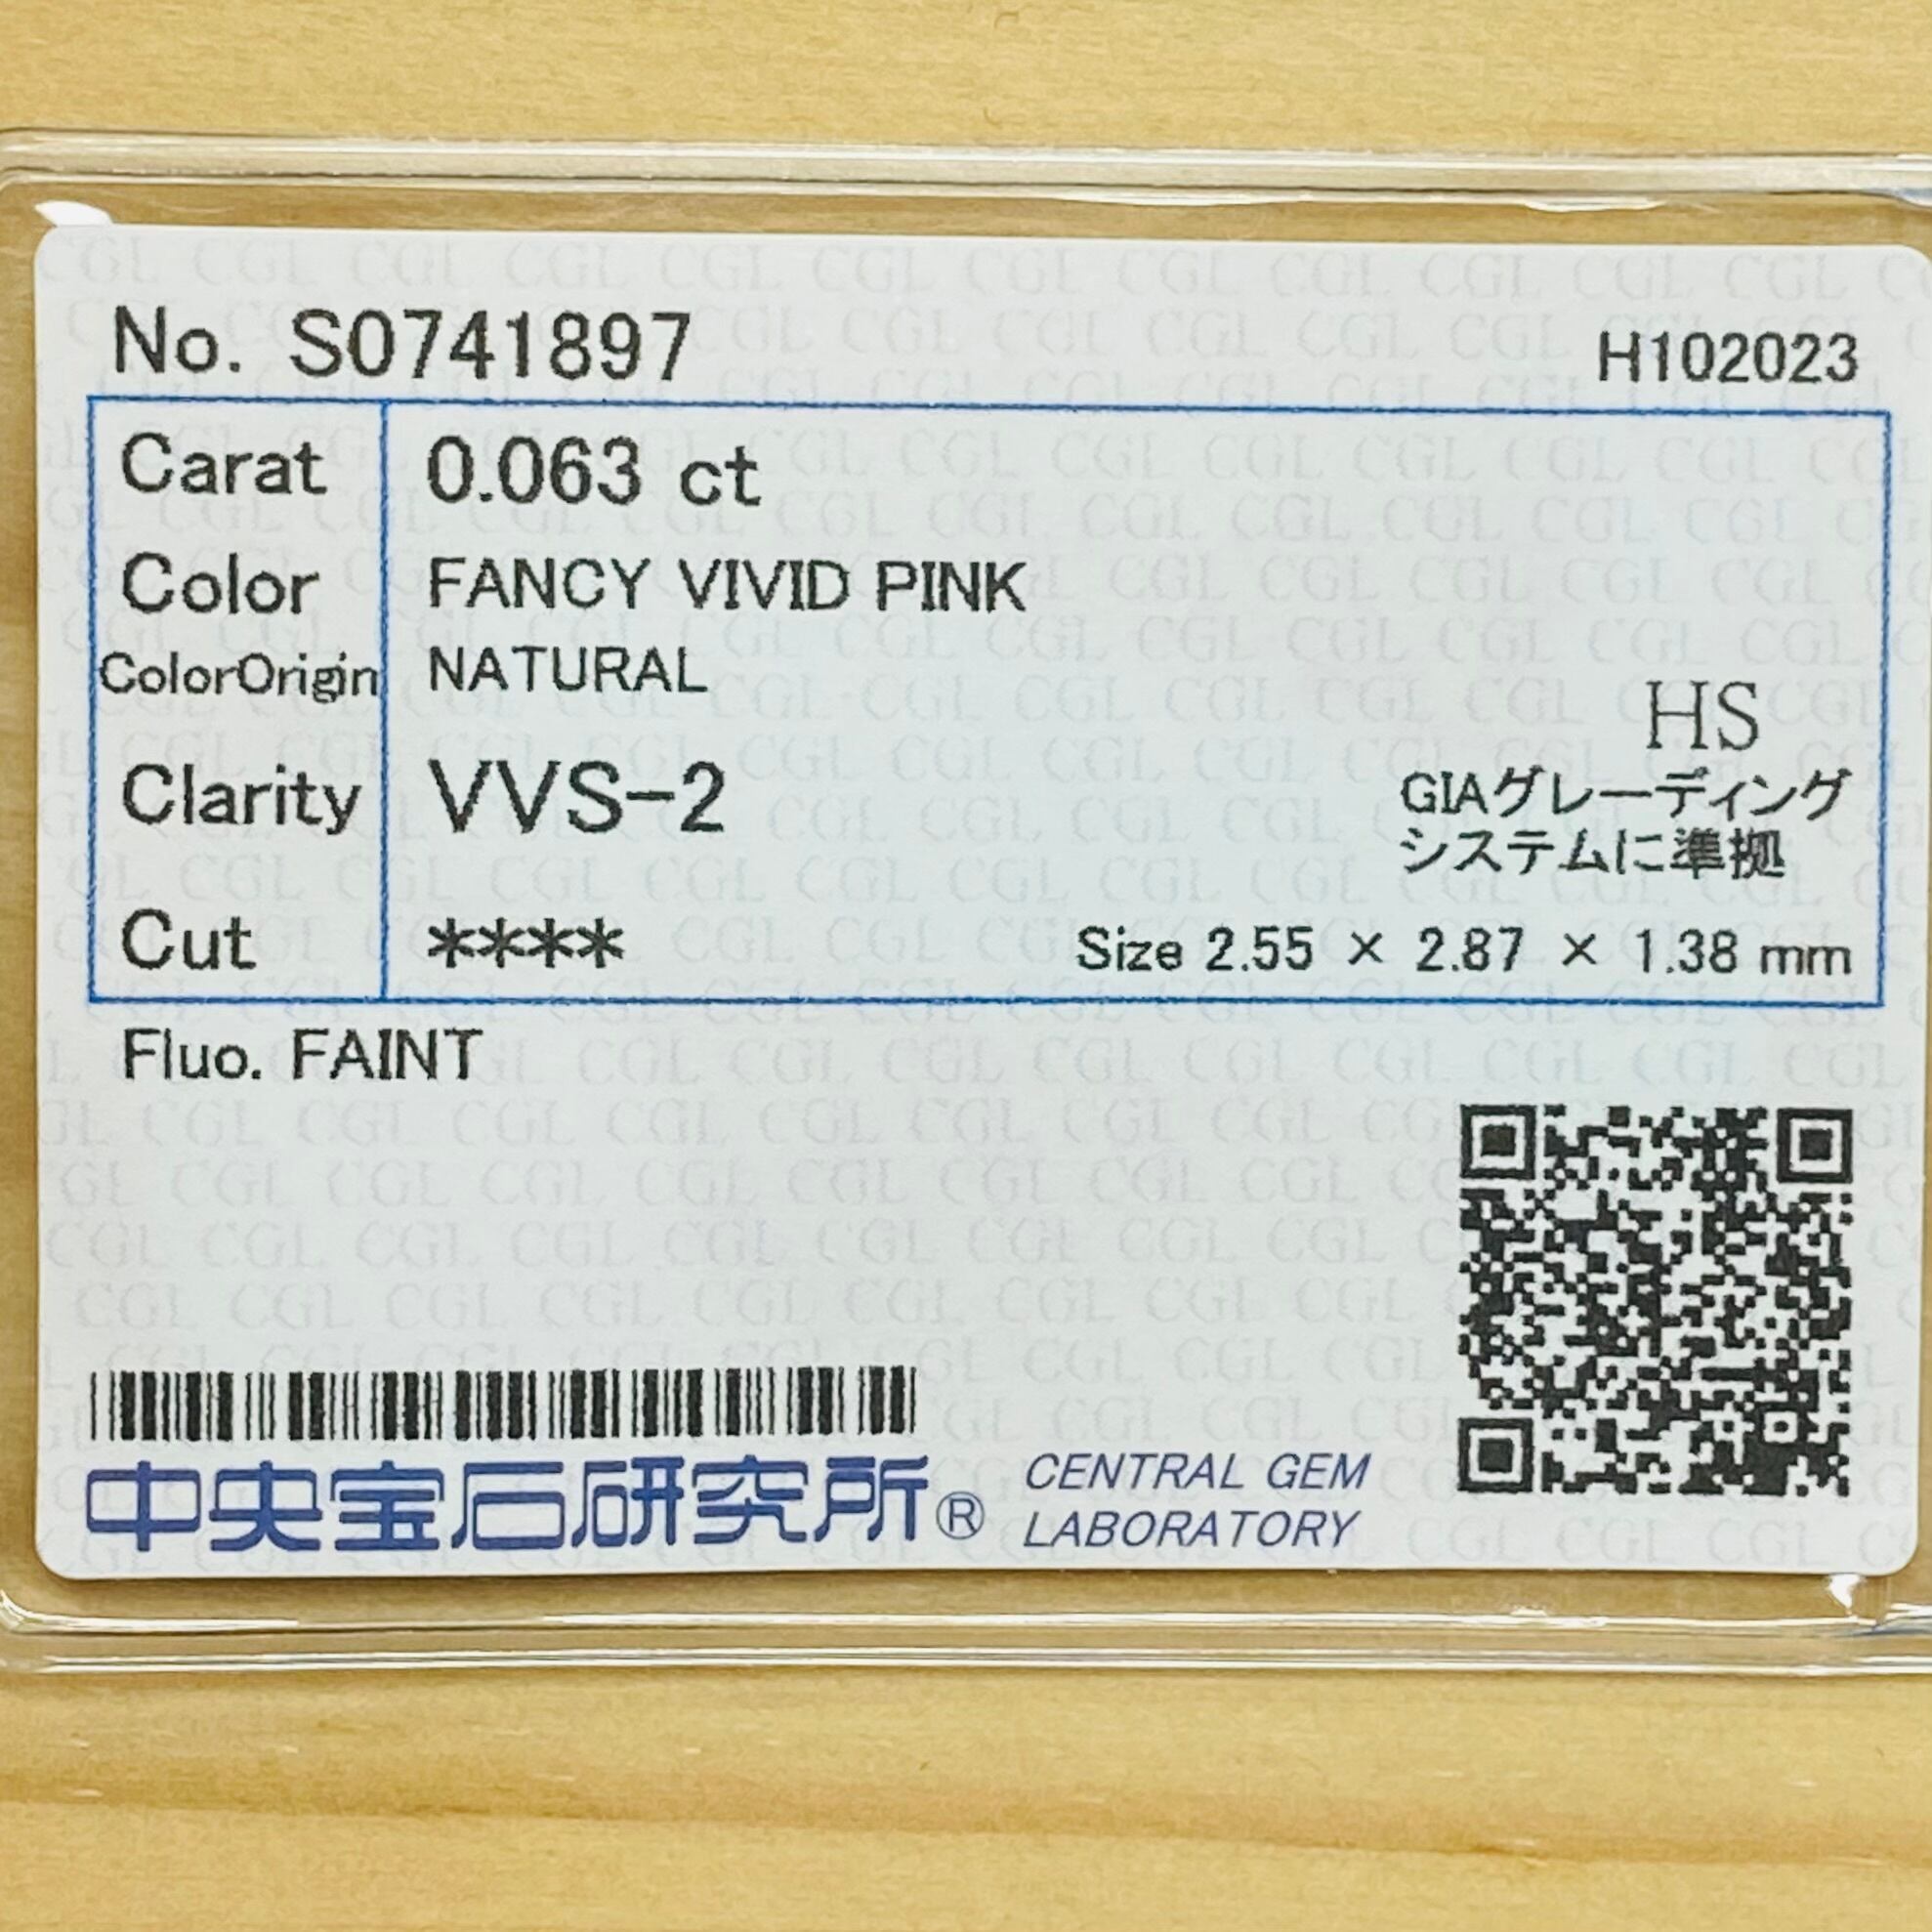 No. S0741897
H102023
Carat 0.063 ct
Color FANCY VIVID PINK
ColorOrigin NATURAL
HS
Clarity VVS-2
GIAグレーディング
システムに準拠
Cut ****
Size 2.55 × 2.87 × 1.38 mm
Fluo. FAINT
中央宝石研究所®
CENTRAL GEM
LABORATORY